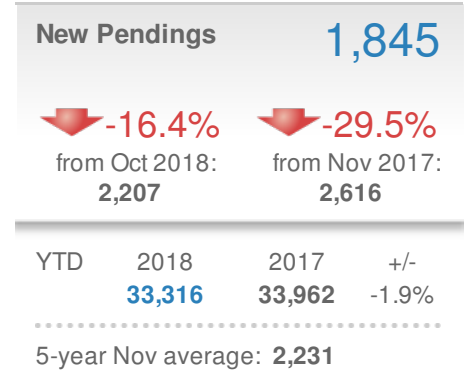 New Pendings 1,845
-16.4% -29.5%
from Oct 2018: from Nov 2017:
2,207 2,616
YTD 2018 2017 +/-
33,316 33,962 -1.9%
5-year Nov average: 2,231